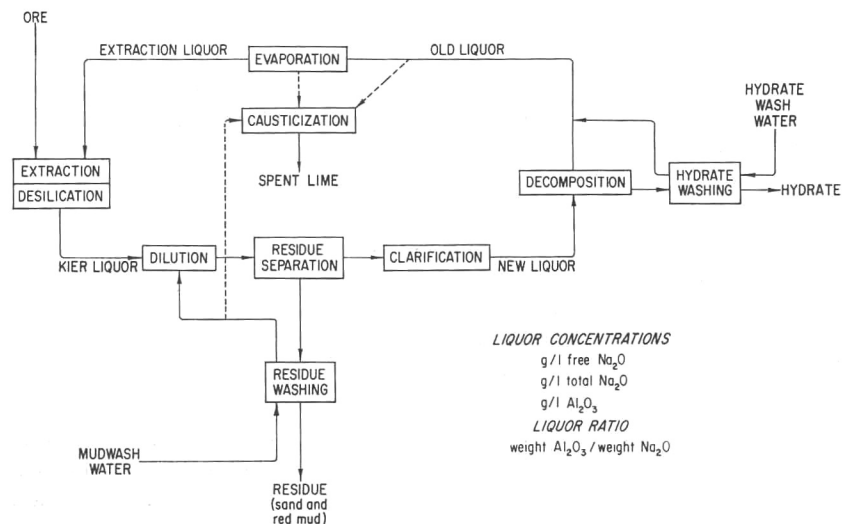 ORE
EXTRACTION LIQUOR
EVAPORATION
OLD LIQUOR
HYDRATE
WASH
WATER
CAUSTICIZATION
SPENT LIME
EXTRACTION
DESILICATION
DECOMPOSITION
HYDRATE
WASHING
HYDRATE
KIER LIQUOR
DILUTION
RESIDUE
SEPARATION
CLARIFICATION
NEW LIQUOR
LIQUOR CONCENTRATIONS
g/l free Na₂O
g/l total Na₂O
g/l Al₂O₃
LIQUOR RATIO
weight Al₂O₃/weight Na₂O
RESIDUE
WASHING
MUDWASH
WATER
RESIDUE
(sand and
red mud)